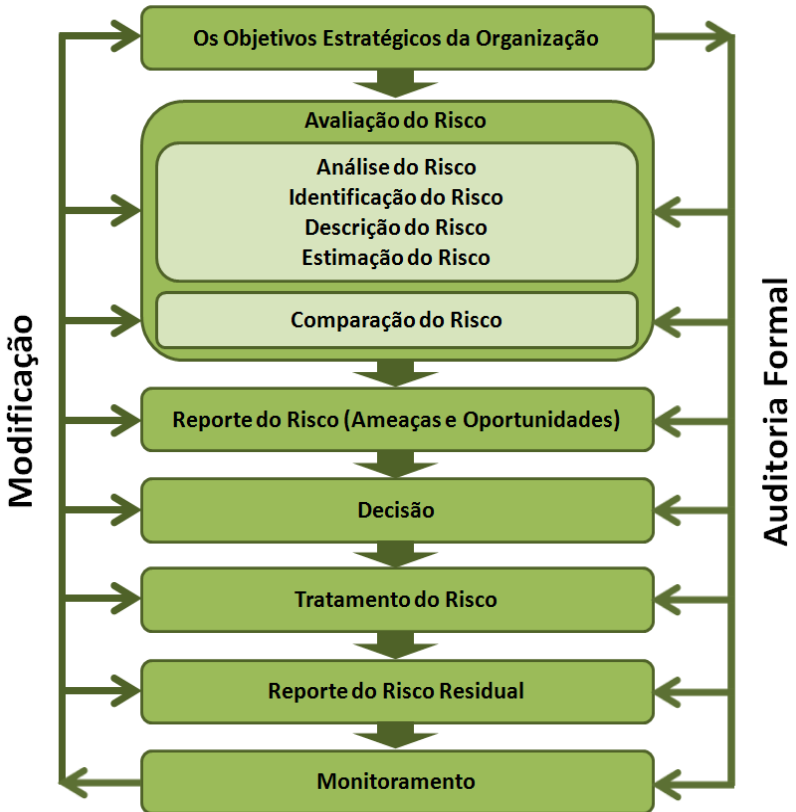 Os Objetivos Estratégicos da Organização
Avaliação do Risco
Análise do Risco
Identificação do Risco
Descrição do Risco
Estimação do Risco
Comparação do Risco
Reporte do Risco (Ameaças e Oportunidades)
Decisão
Tratamento do Risco
Reporte do Risco Residual
Monitoramento
Modificação
Auditoria Formal